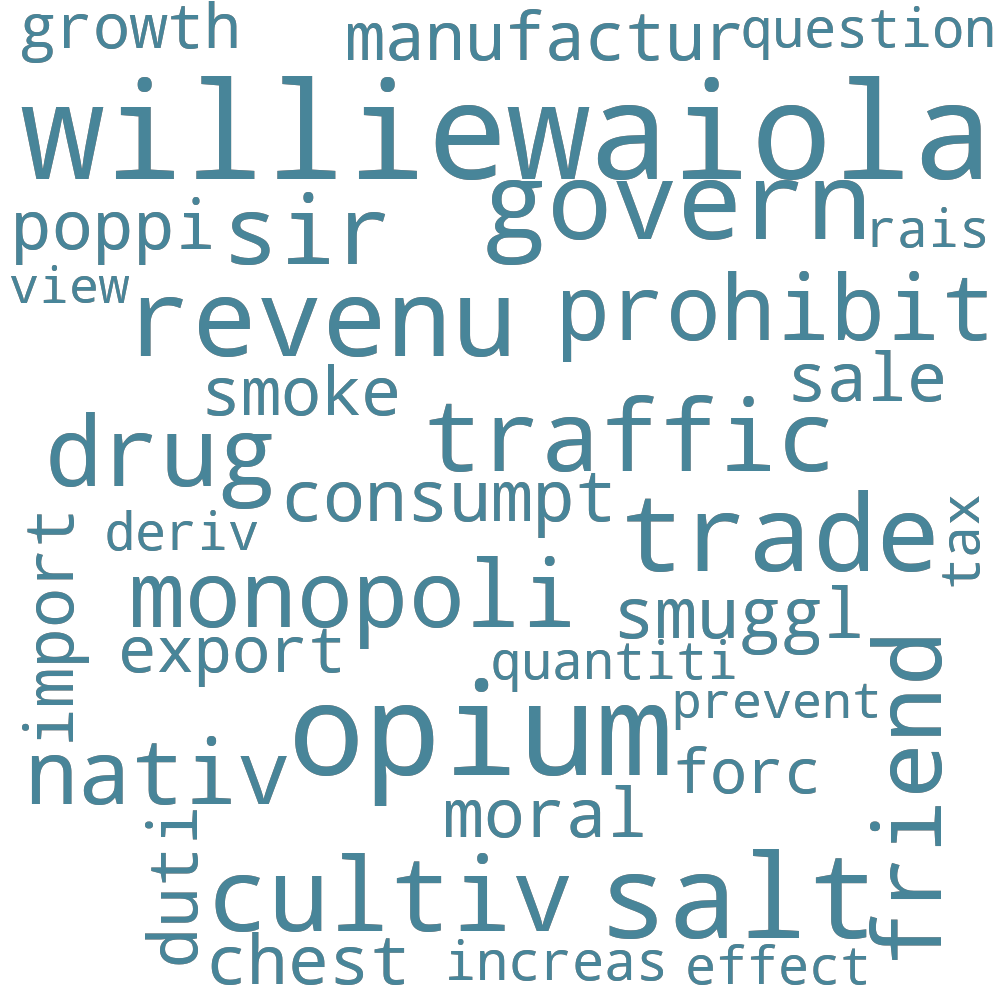 growth manufactur question
williewaiola
poppi sir govern rais
view revenu prohibit
smoke sale
drug traffic
consumpt
import deriv trade tax
monopoli smuggl
export quantiti
opium prevent friend
nativ forc
moral
duti cultiv salt
chest increas effect